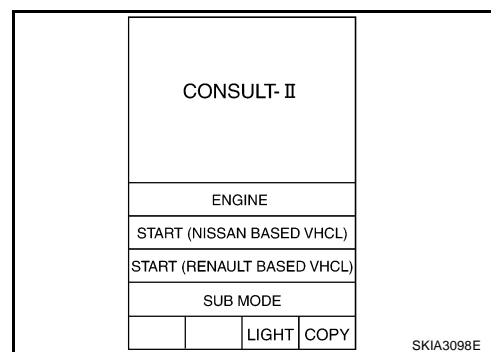 CONSULT-II
ENGINE
START (NISSAN BASED VHCL)
START (RENAULT BASED VHCL)
SUB MODE
LIGHT COPY
SKIA3098E